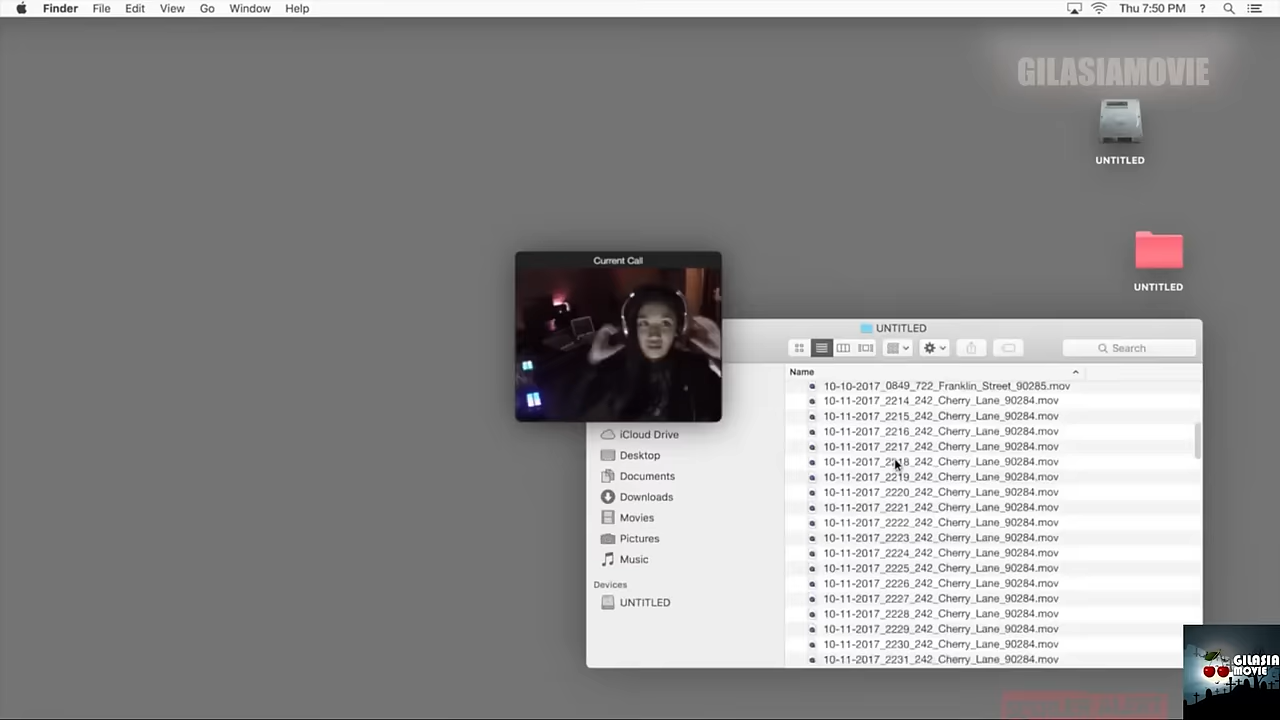 Finder File Edit View Go Window Help Thu 7:50 PM ?
GILASIAMOVIE
UNTITLED
UNTITLED
Current Call
UNTITLED
Search
Name
10-10-2017_0849_722_Franklin_Street_90285.mov
10-11-2017_2214_242_Cherry_Lane_90284.mov
10-11-2017_2215_242_Cherry_Lane_90284.mov
10-11-2017_2216_242_Cherry_Lane_90284.mov
iCloud Drive
10-11-2017_2217_242_Cherry_Lane_90284.mov
Desktop
10-11-2017_2218_242_Cherry_Lane_90284.mov
Documents
10-11-2017_2219_242_Cherry_Lane_90284.mov
Downloads
10-11-2017_2220_242_Cherry_Lane_90284.mov
10-11-2017_2221_242_Cherry_Lane_90284.mov
Movies
10-11-2017_2222_242_Cherry_Lane_90284.mov
Pictures
10-11-2017_2223_242_Cherry_Lane_90284.mov
10-11-2017_2224_242_Cherry_Lane_90284.mov
Music
10-11-2017_2225_242_Cherry_Lane_90284.mov
Devices
10-11-2017_2226_242_Cherry_Lane_90284.mov
UNTITLED
10-11-2017_2227_242_Cherry_Lane_90284.mov
10-11-2017_2228_242_Cherry_Lane_90284.mov
10-11-2017_2229_242_Cherry_Lane_90284.mov
10-11-2017_2230_242_Cherry_Lane_90284.mov
10-11-2017_2231_242_Cherry_Lane_90284.mov
GILASIA
MOVIE